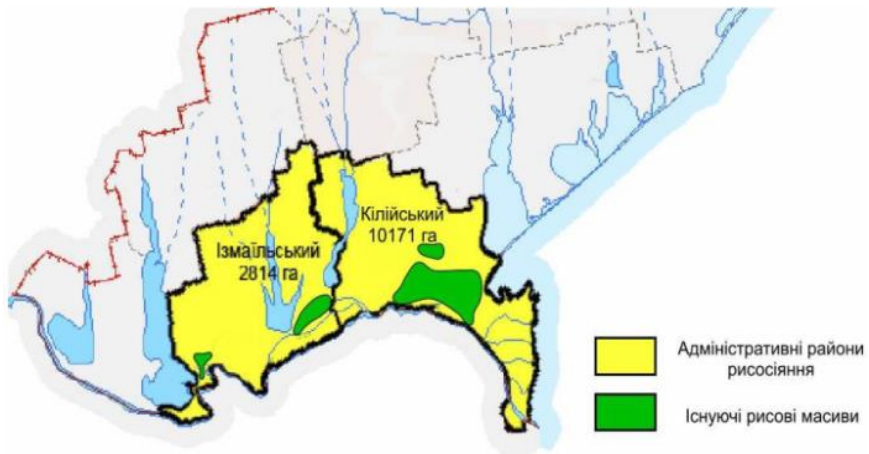 Кілійський
10171 га
Ізмаїльський
2814 га
Адміністративні райони
рисосіяння
Існуючі рисові масиви